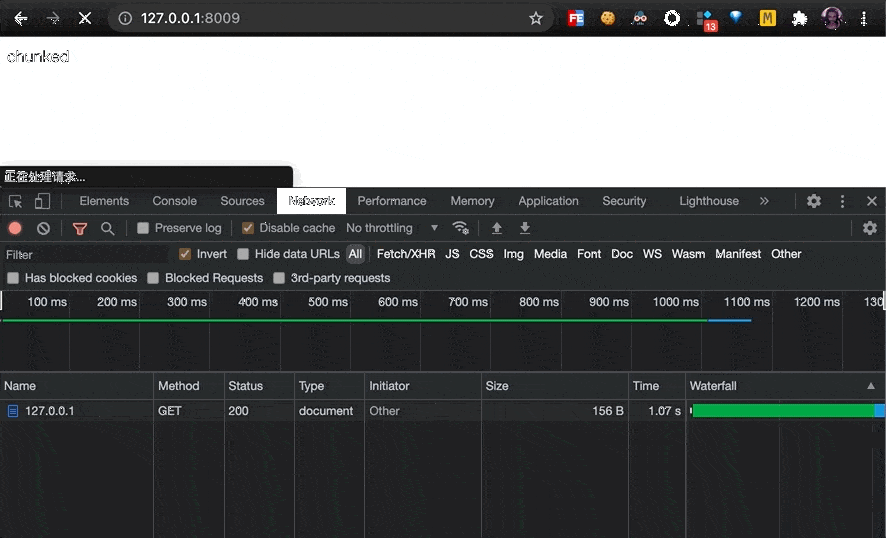 127.0.0.1:8009
FE
13
M
chunked
正在处理请求...
Elements Console Sources Network Performance Memory Application Security Lighthouse »
Preserve log Disable cache No throttling
Filter Invert Hide data URLs All Fetch/XHR JS CSS Img Media Font Doc WS Wasm Manifest Other
Has blocked cookies Blocked Requests 3rd-party requests
100 ms 200 ms 300 ms 400 ms 500 ms 600 ms 700 ms 800 ms 900 ms 1000 ms 1100 ms 1200 ms 130
Name Method Status Type Initiator Size Time Waterfall
127.0.0.1 GET 200 document Other 156 B 1.07 s